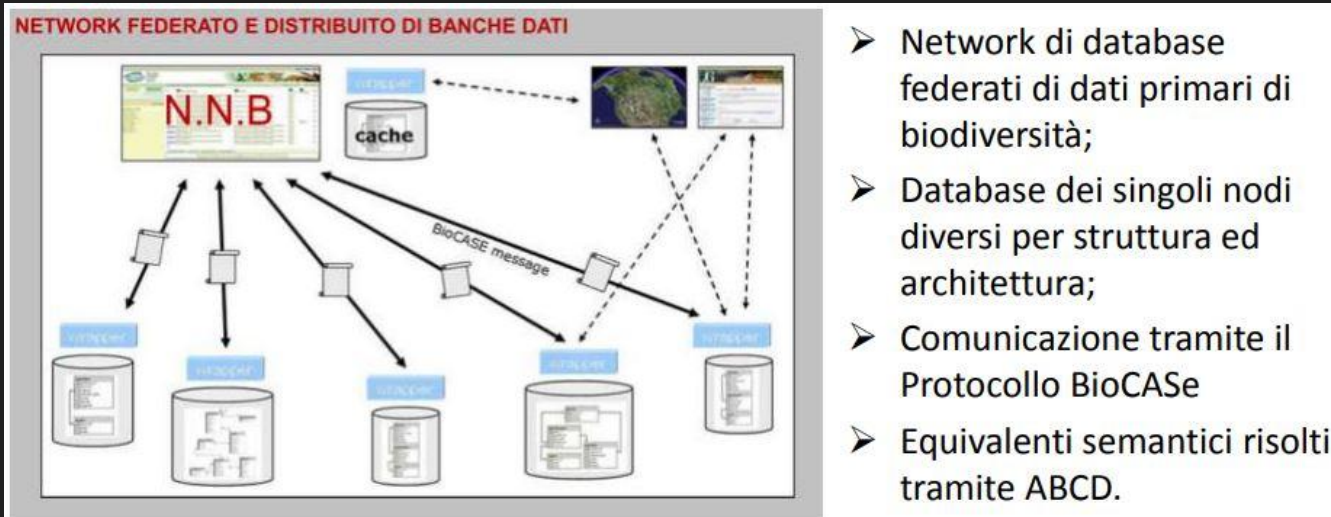 NETWORK FEDERATO E DISTRIBUITO DI BANCHE DATI
N.N.B
wrapper
cache
BioCASE message
wrapper
wrapper
wrapper
wrapper
wrapper
➢ Network di database
federati di dati primari di
biodiversità;
➢ Database dei singoli nodi
diversi per struttura ed
architettura;
➢ Comunicazione tramite il
Protocollo BioCASe
➢ Equivalenti semantici risolti
tramite ABCD.